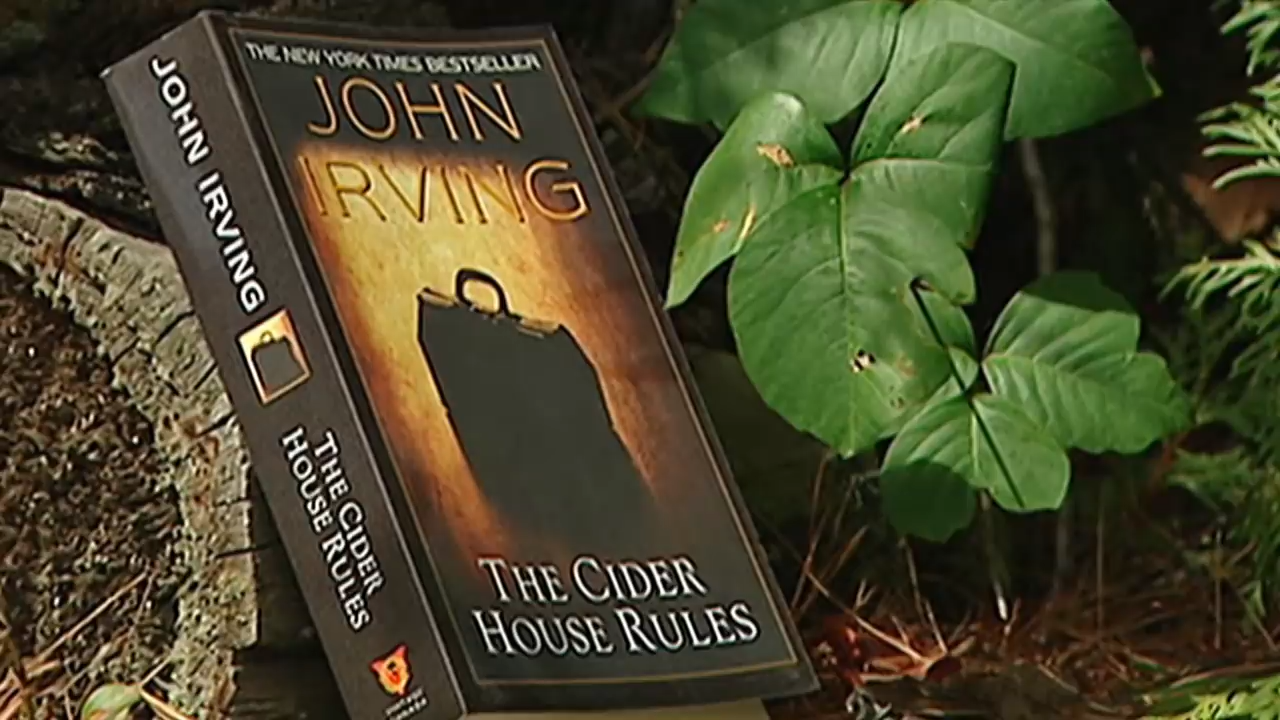 JOHN IRVING
THE CIDER
HOUSE RULES
THE NEW YORK TIMES BESTSELLER
JOHN
IRVING
THE CIDER
HOUSE RULES